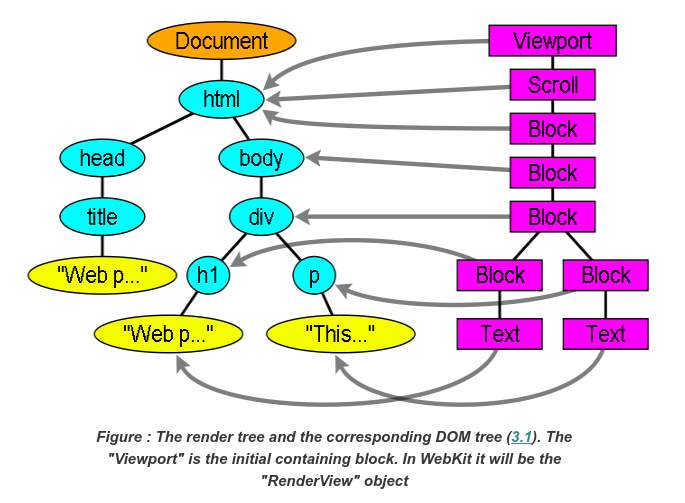 Document
Viewport
html
Scroll
Block
head
body
Block
title
div
Block
"Web p..."
h1
p
Block
Block
"Web p..."
"This..."
Text
Text
Figure : The render tree and the corresponding DOM tree (3.1). The
"Viewport" is the initial containing block. In WebKit it will be the
"RenderView" object